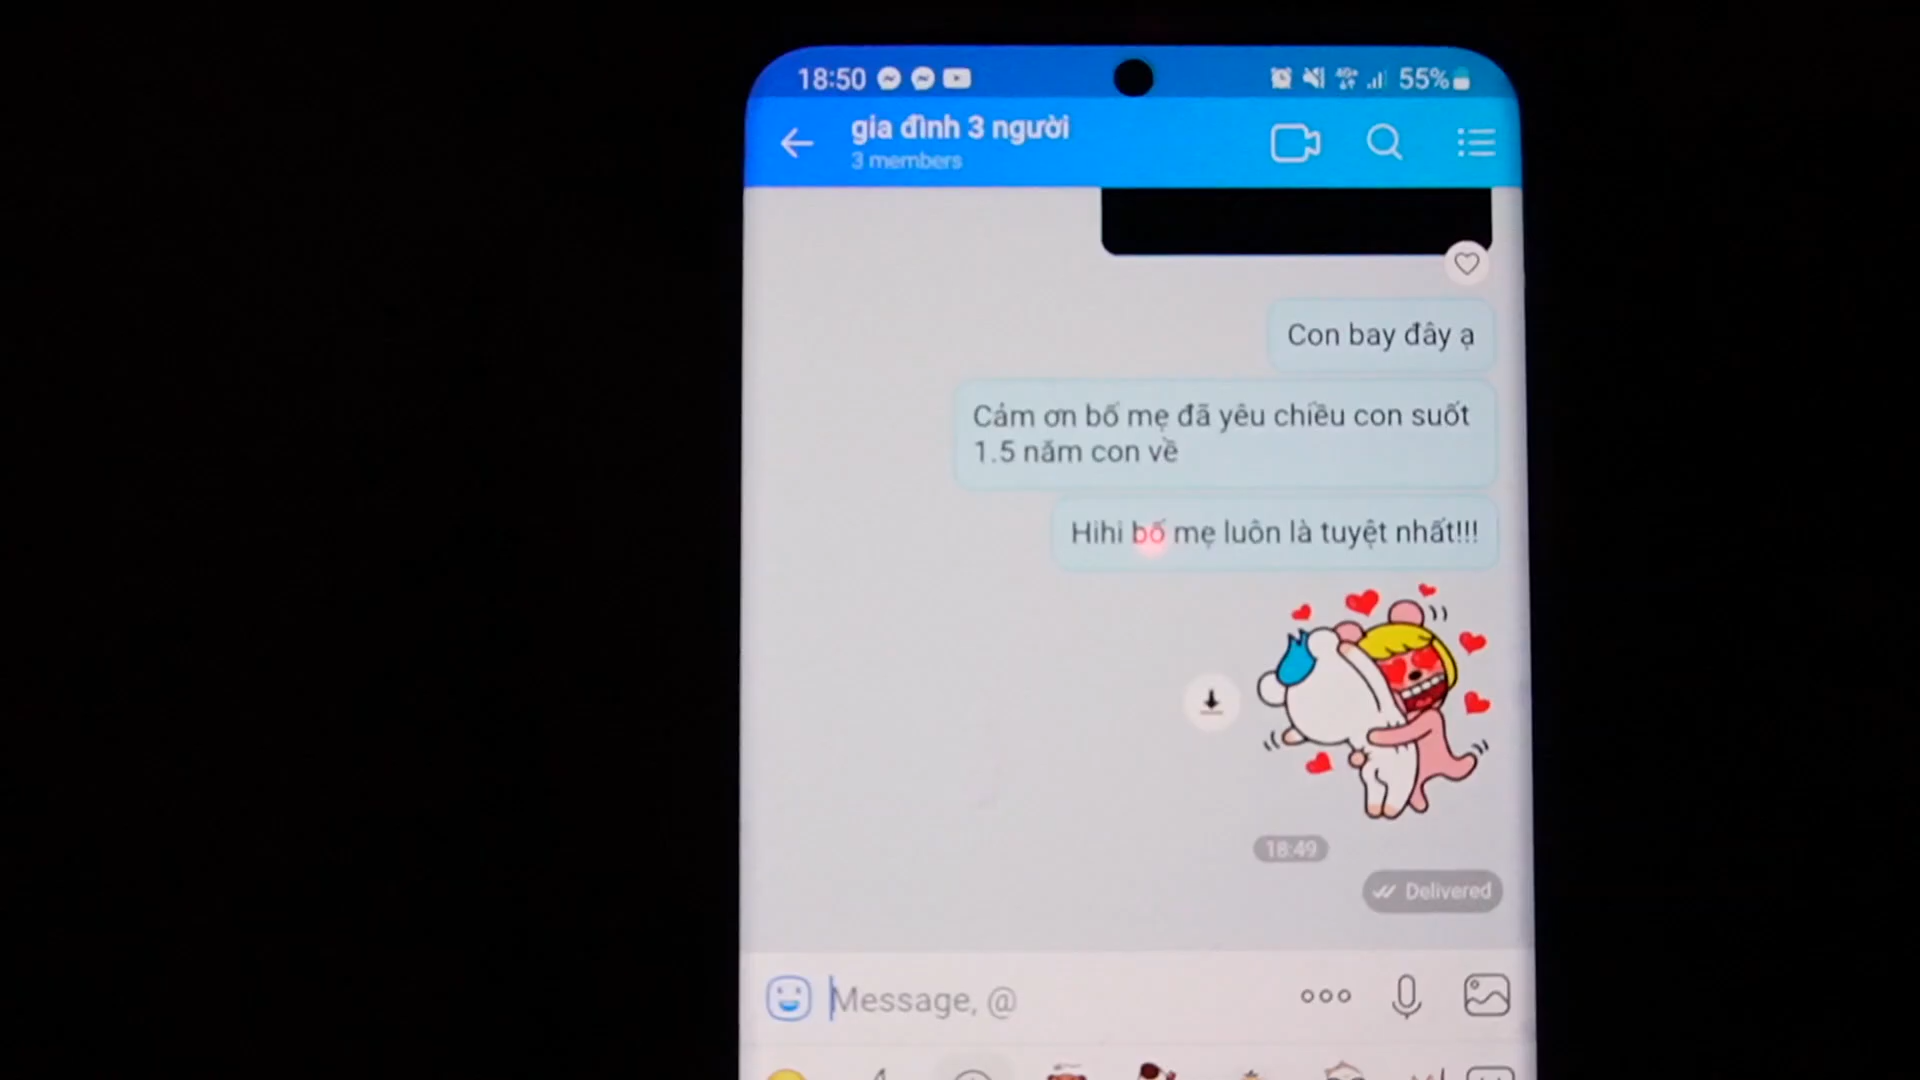 18:50
55%
gia đình 3 người
3 members
Con bay đây ạ
Cảm ơn bố mẹ đã yêu chiều con suốt
1.5 năm con về
Hihi bố mẹ luôn là tuyệt nhất!!!
18:49
Delivered
Message, @